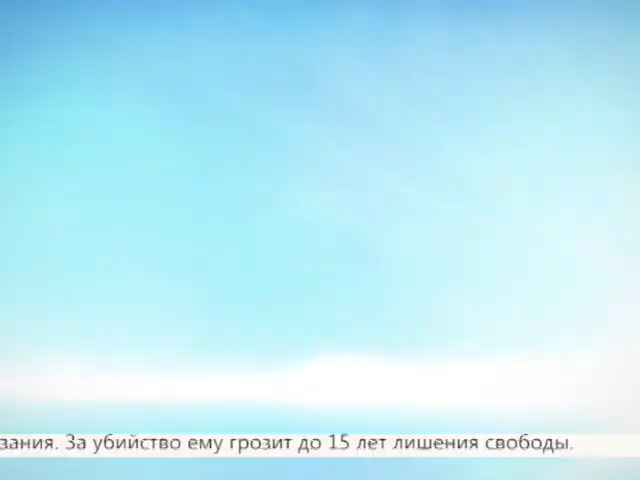 зания. За убийство ему грозит до 15 лет лишения свободы.